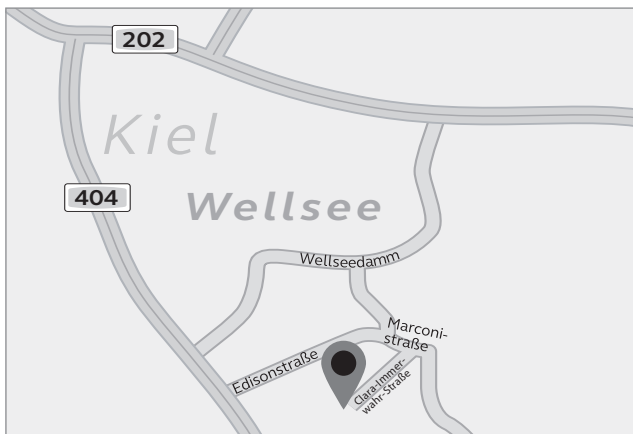 202
Kiel
404
Wellsee
Wellseedamm
Marconi-
straße
Edisonstraße
Clara-Immer-
wahr-Straße